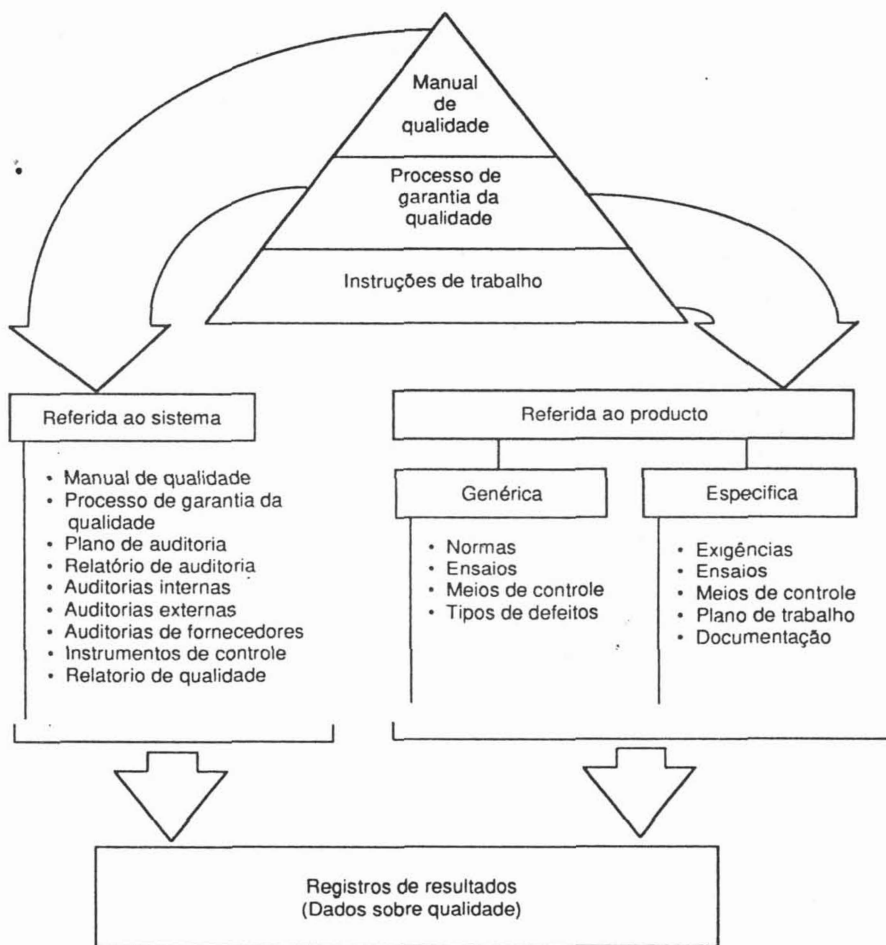 Manual
de
qualidade
Processo de
garantia da
qualidade
Instruções de trabalho
Referida ao sistema
• Manual de qualidade
• Processo de garantia da
qualidade
• Plano de auditoria
• Relatório de auditoria
• Auditorias internas
• Auditorias externas
• Auditorias de fornecedores
• Instrumentos de controle
• Relatorio de qualidade
Referida ao producto
Genérica
• Normas
• Ensaios
• Meios de controle
• Tipos de defeitos
Especifica
• Exigências
• Ensaios
• Meios de controle
• Plano de trabalho
• Documentação
Registros de resultados
(Dados sobre qualidade)